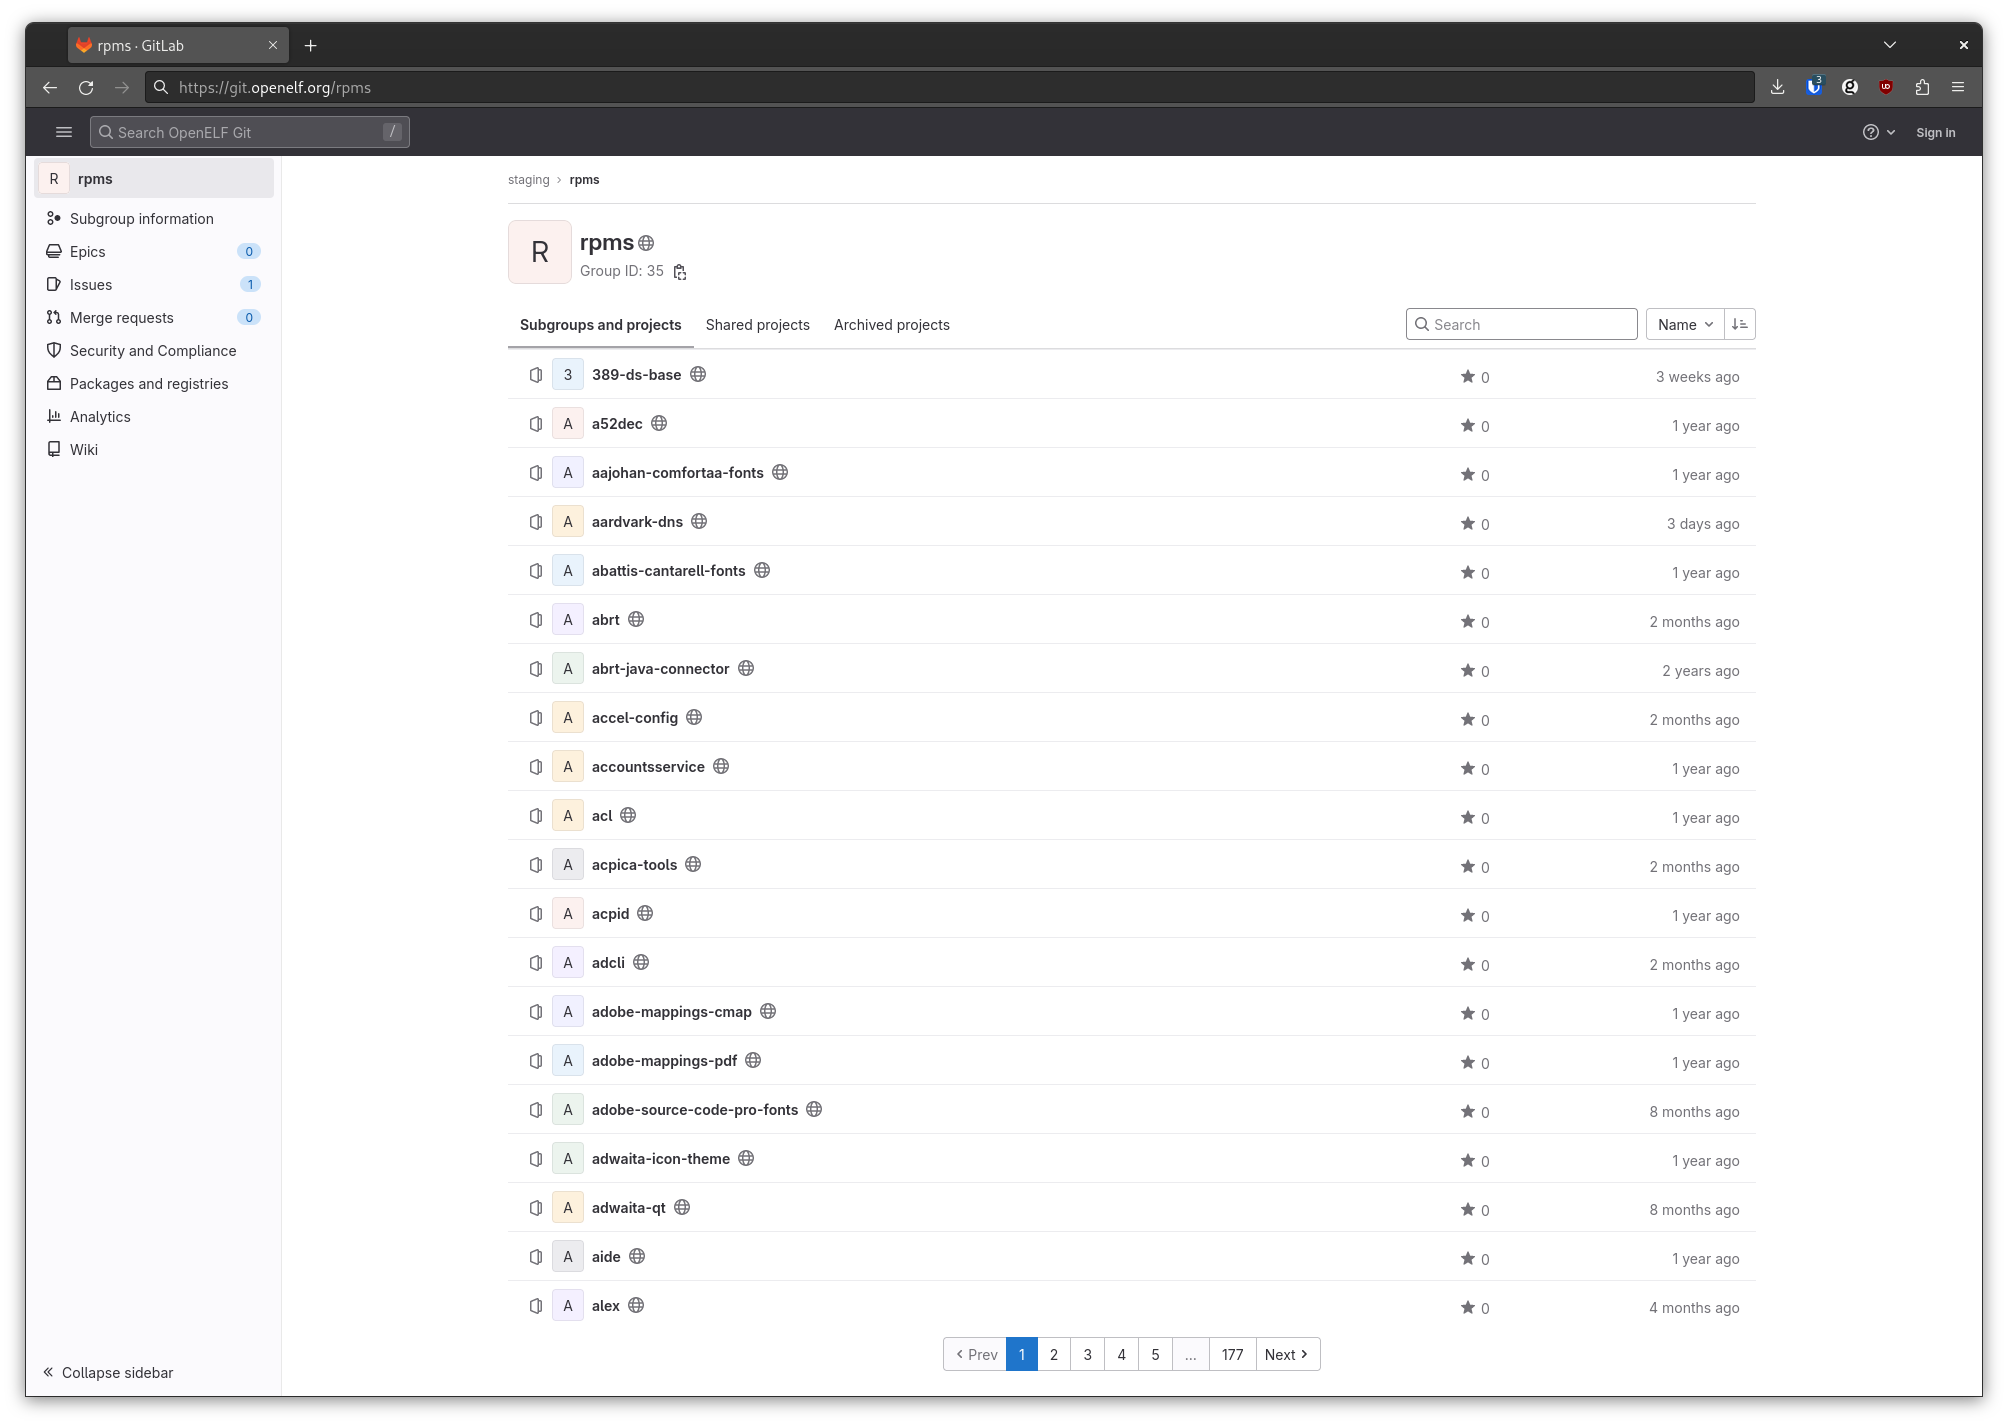 rpms · GitLab
https://git.openelf.org/rpms
3
Search OpenELF Git /
Sign in
R rpms
Subgroup information
Epics 0
Issues 1
Merge requests 0
Security and Compliance
Packages and registries
Analytics
Wiki
Collapse sidebar
staging › rpms
R
rpms
Group ID: 35
Subgroups and projects Shared projects Archived projects Search Name
3 389-ds-base 0 3 weeks ago
A a52dec 0 1 year ago
A aajohan-comfortaa-fonts 0 1 year ago
A aardvark-dns 0 3 days ago
A abattis-cantarell-fonts 0 1 year ago
A abrt 0 2 months ago
A abrt-java-connector 0 2 years ago
A accel-config 0 2 months ago
A accountsservice 0 1 year ago
A acl 0 1 year ago
A acpica-tools 0 2 months ago
A acpid 0 1 year ago
A adcli 0 2 months ago
A adobe-mappings-cmap 0 1 year ago
A adobe-mappings-pdf 0 1 year ago
A adobe-source-code-pro-fonts 0 8 months ago
A adwaita-icon-theme 0 1 year ago
A adwaita-qt 0 8 months ago
A aide 0 1 year ago
A alex 0 4 months ago
Prev 1 2 3 4 5 ... 177 Next